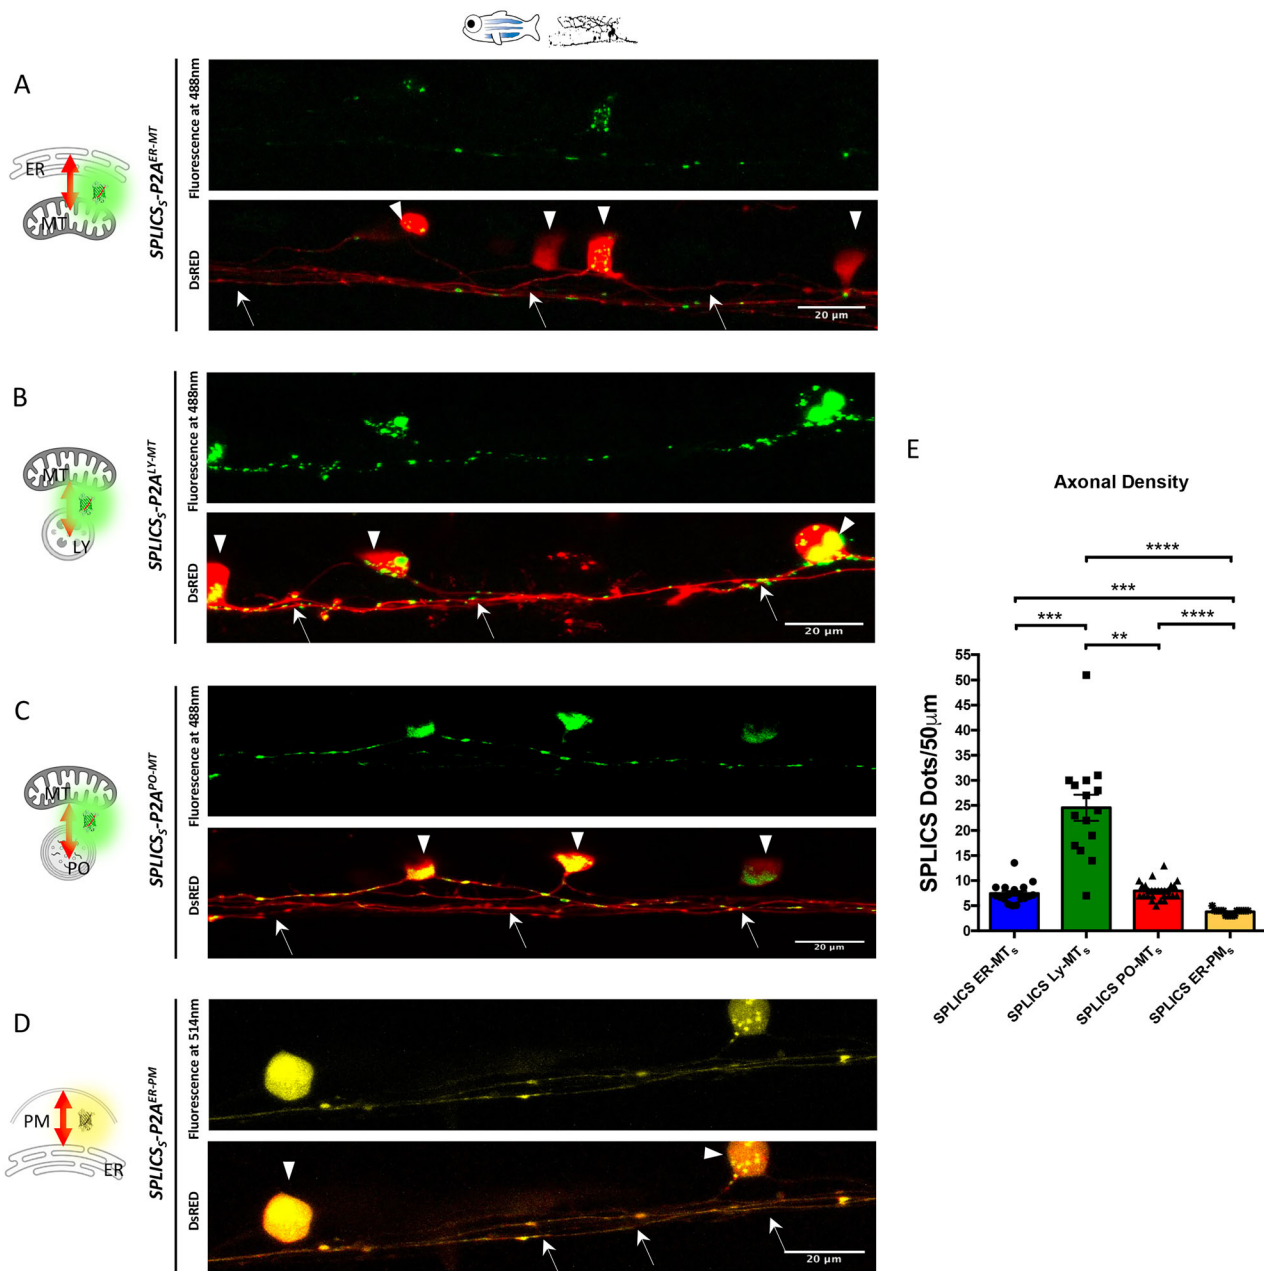 A
ER
MT
SPLICSS-P2AER-MT
Fluorescence at 488nm
DsRED
20 μm
B
MT
LY
SPLICSS-P2ALY-MT
Fluorescence at 488nm
DsRED
20 μm
C
MT
PO
SPLICSS-P2APO-MT
Fluorescence at 488nm
DsRED
20 μm
D
PM
ER
SPLICSS-P2AER-PM
Fluorescence at 514nm
DsRED
20 μm
E
Axonal Density
****
***
*** ****
**
SPLICS Dots/50μm
55
50
45
40
35
30
25
20
15
10
5
0
SPLICS ER-MTs
SPLICS Ly-MTs
SPLICS PO-MTs
SPLICS ER-PMs